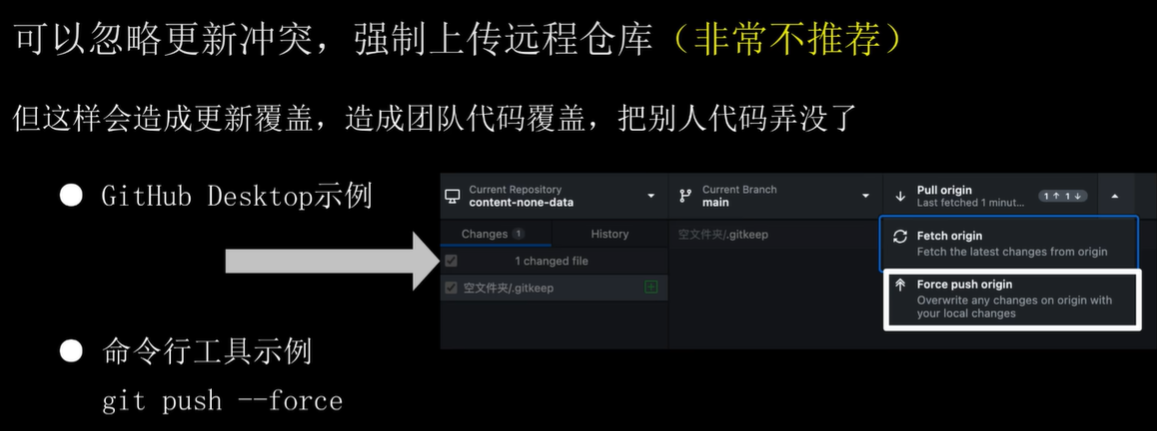 可以忽略更新冲突，强制上传远程仓库（非常不推荐）
但这样会造成更新覆盖，造成团队代码覆盖，把别人代码弄没了
● GitHub Desktop示例
Current Repository
content-none-data
Current Branch
main
Pull origin
Last fetched 1 minut...
1↑ 1↓
Changes 1
History
空文件夹/.gitkeep
1 changed file
空文件夹/.gitkeep
Fetch origin
Fetch the latest changes from origin
Force push origin
Overwrite any changes on origin with
your local changes
● 命令行工具示例
git push --force